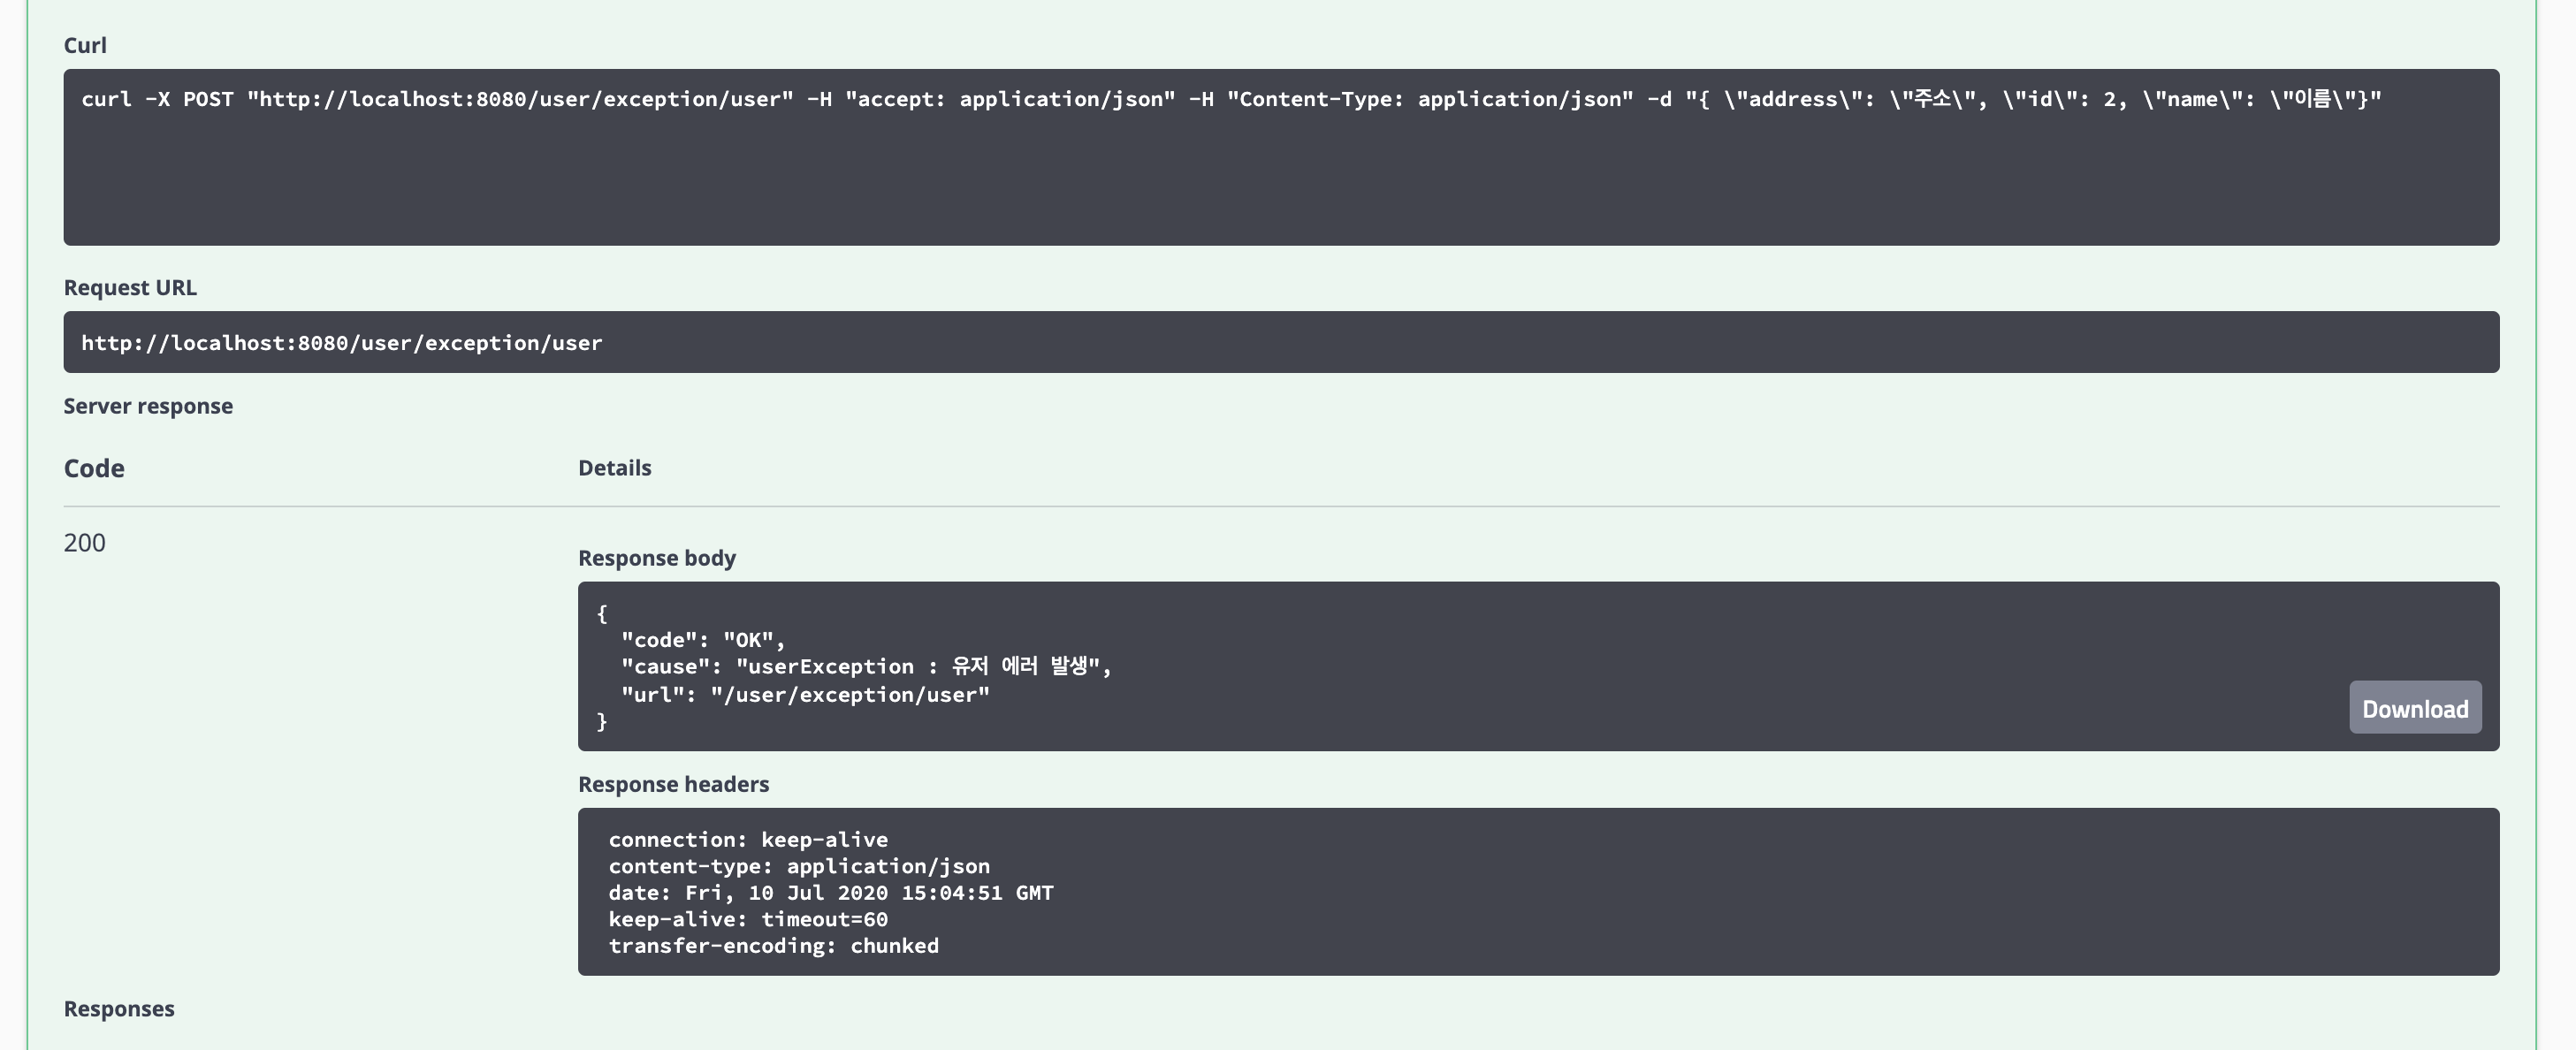 Curl
curl -X POST "http://localhost:8080/user/exception/user" -H "accept: application/json" -H "Content-Type: application/json" -d "{ \"address\": \"주소\", \"id\": 2, \"name\": \"이름\"}"
Request URL
http://localhost:8080/user/exception/user
Server response
Code Details
200
Response body
{
  "code": "OK",
  "cause": "userException : 유저 에러 발생",
  "url": "/user/exception/user"
}
Download
Response headers
connection: keep-alive
content-type: application/json
date: Fri, 10 Jul 2020 15:04:51 GMT
keep-alive: timeout=60
transfer-encoding: chunked
Responses